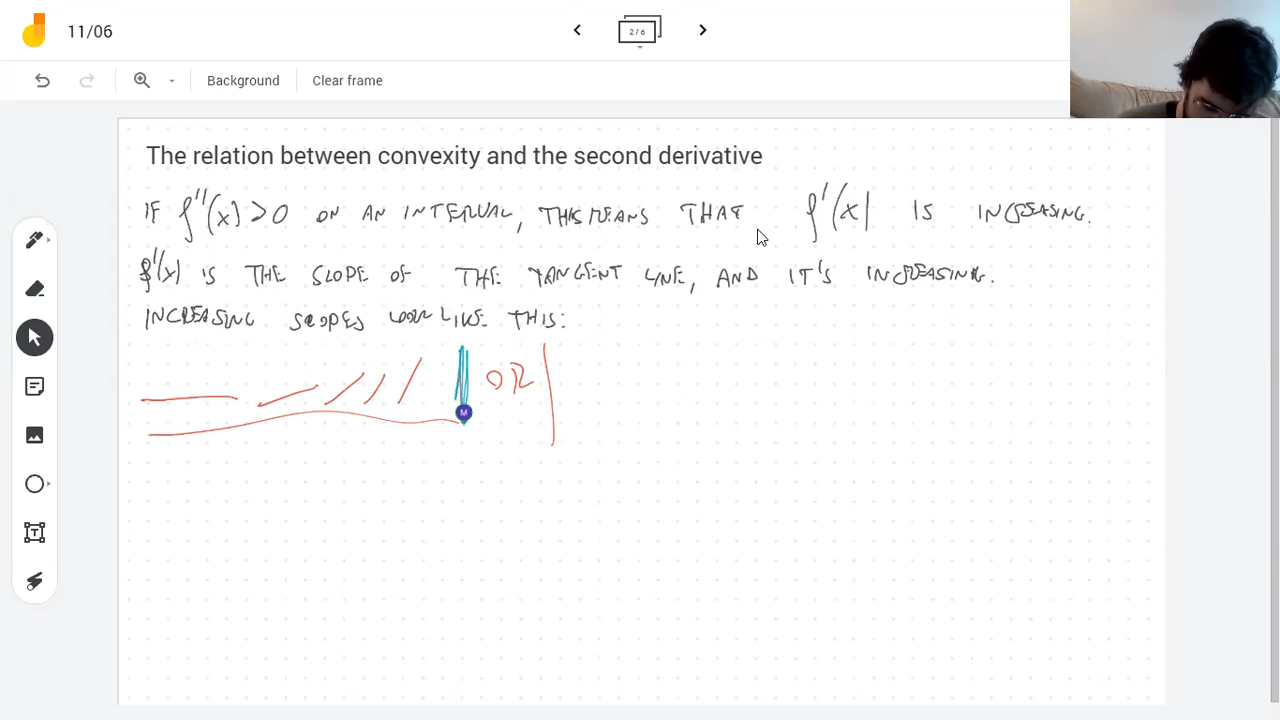 11/06
2/6
Background
Clear frame
The relation between convexity and the second derivative
IF f''(x) > 0 ON AN INTERVAL, THIS MEANS THAT f'(x) IS INCREASING.
f'(x) IS THE SLOPE OF THE TANGENT LINE, AND IT'S INCREASING.
INCREASING SLOPES LOOK LIKE THIS:
OR
M
T